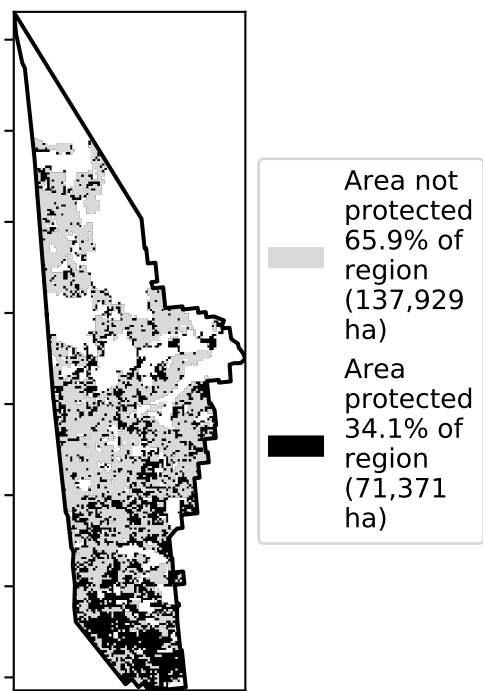 Area not
protected
65.9% of
region
(137,929
ha)
Area
protected
34.1% of
region
(71,371
ha)